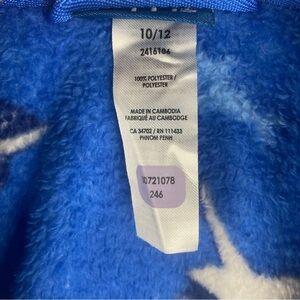 10/12
2416104
100% POLYESTER /
POLYESTER
MADE IN CAMBODIA
FABRIQUÉ AU CAMBODGE
CA 34702 / RN 111433
PHNOM PENH
10721078
246